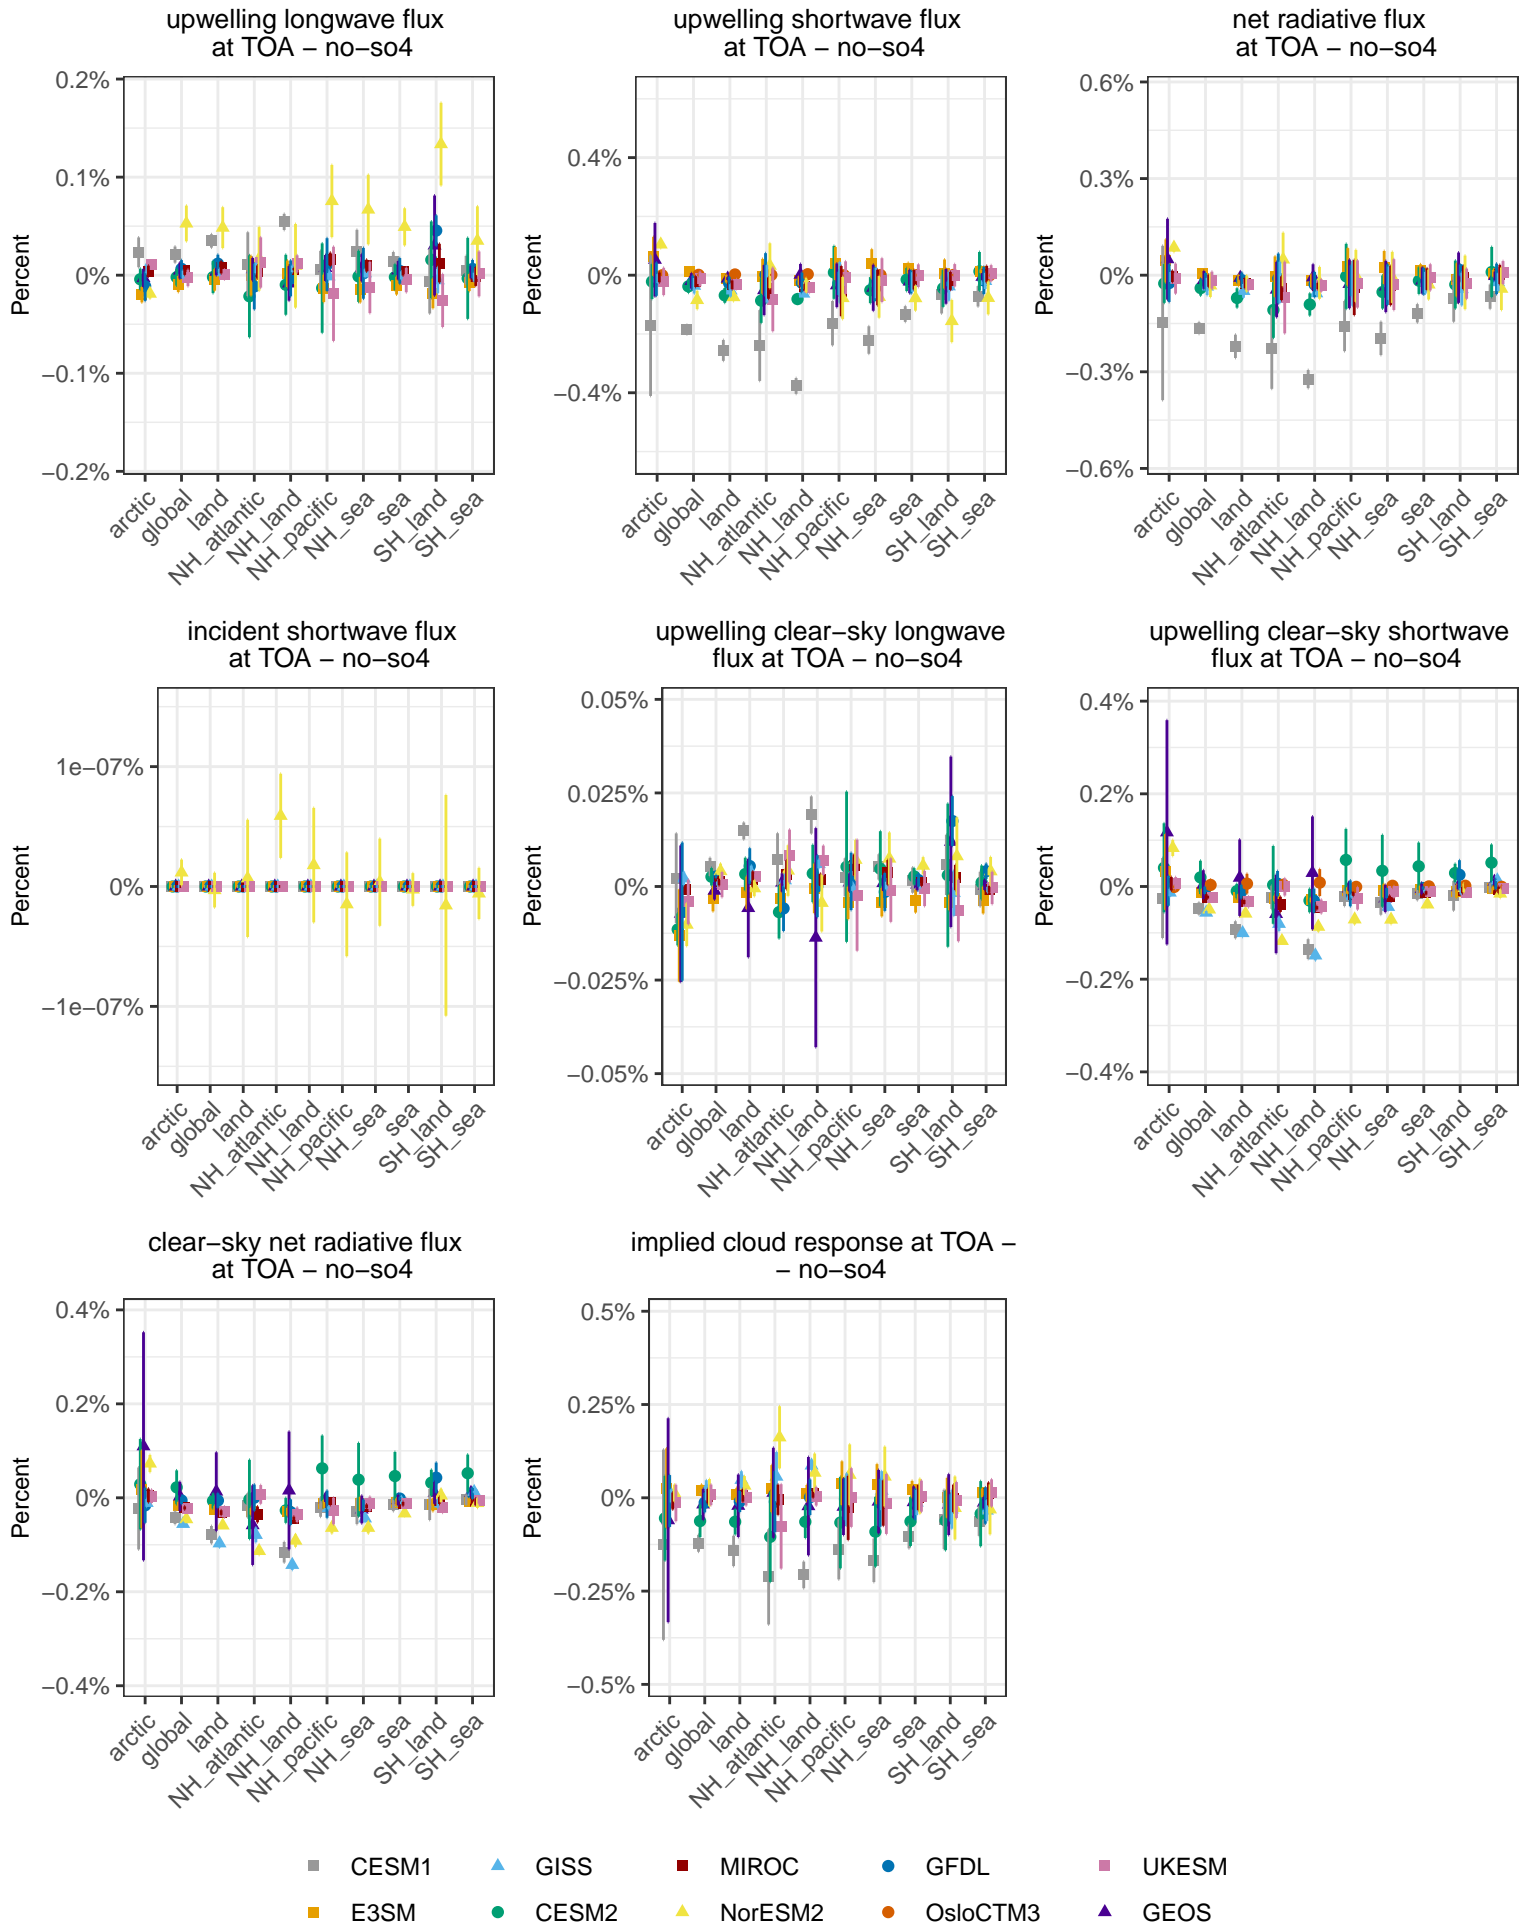 upwelling longwave flux
at TOA − no−so4
Percent
0.2%
0.1%
0%
−0.1%
−0.2%
arctic
global
land
NH_atlantic
NH_land
NH_pacific
NH_sea
sea
SH_land
SH_sea
upwelling shortwave flux
at TOA − no−so4
Percent
0.4%
0%
−0.4%
arctic
global
land
NH_atlantic
NH_land
NH_pacific
NH_sea
sea
SH_land
SH_sea
net radiative flux
at TOA − no−so4
Percent
0.6%
0.3%
0%
−0.3%
−0.6%
arctic
global
land
NH_atlantic
NH_land
NH_pacific
NH_sea
sea
SH_land
SH_sea
incident shortwave flux
at TOA − no−so4
Percent
1e−07%
0%
−1e−07%
arctic
global
land
NH_atlantic
NH_land
NH_pacific
NH_sea
sea
SH_land
SH_sea
upwelling clear−sky longwave
flux at TOA − no−so4
Percent
0.05%
0.025%
0%
−0.025%
−0.05%
arctic
global
land
NH_atlantic
NH_land
NH_pacific
NH_sea
sea
SH_land
SH_sea
upwelling clear−sky shortwave
flux at TOA − no−so4
Percent
0.4%
0.2%
0%
−0.2%
−0.4%
arctic
global
land
NH_atlantic
NH_land
NH_pacific
NH_sea
sea
SH_land
SH_sea
clear−sky net radiative flux
at TOA − no−so4
Percent
0.4%
0.2%
0%
−0.2%
−0.4%
arctic
global
land
NH_atlantic
NH_land
NH_pacific
NH_sea
sea
SH_land
SH_sea
implied cloud response at TOA −
− no−so4
Percent
0.5%
0.25%
0%
−0.25%
−0.5%
arctic
global
land
NH_atlantic
NH_land
NH_pacific
NH_sea
sea
SH_land
SH_sea
CESM1 GISS MIROC GFDL UKESM
E3SM CESM2 NorESM2 OsloCTM3 GEOS